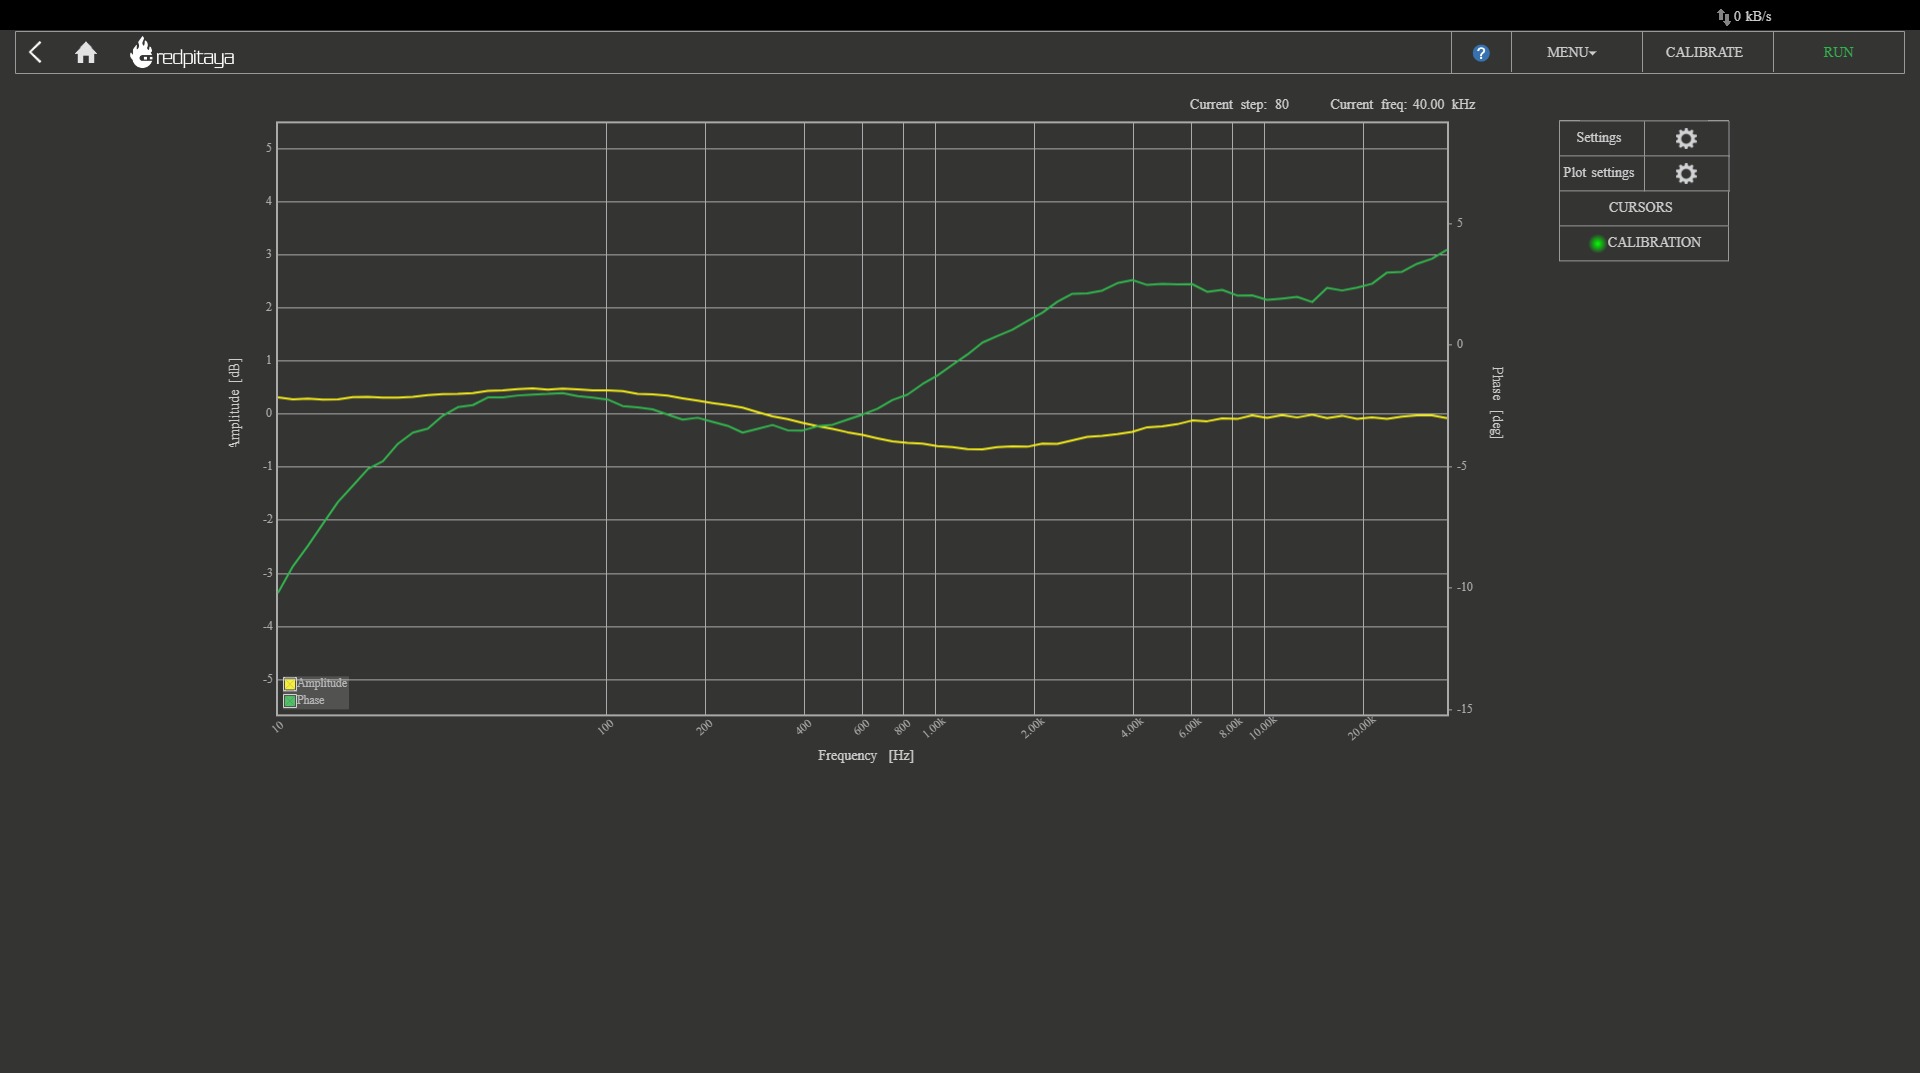 0 kB/s
redpitaya
?
MENU
CALIBRATE
RUN
Current step: 80 Current freq: 40.00 kHz
Settings
Plot settings
CURSORS
CALIBRATION
Amplitude [dB]
5
4
3
2
1
0
-1
-2
-3
-4
-5
5
0
-5
-10
-15
Phase [deg]
Amplitude
Phase
10 100 200 400 600 800 1.00k 2.00k 4.00k 6.00k 8.00k 10.00k 20.00k
Frequency [Hz]